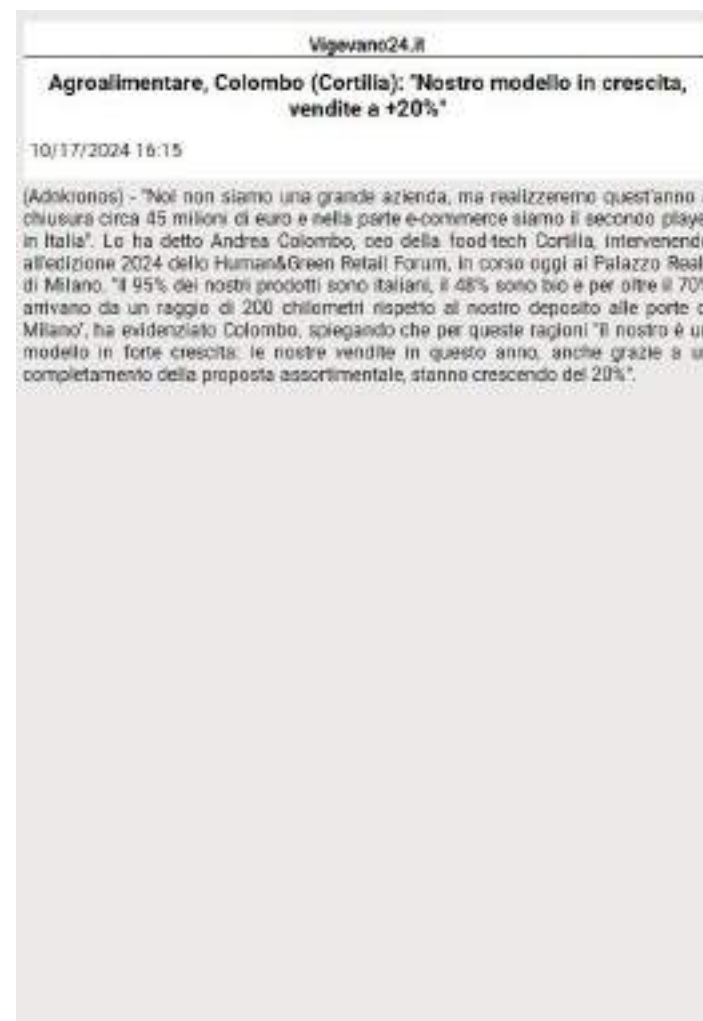 Vigevano24.it
Agroalimentare, Colombo (Cortilia): "Nostro modello in crescita,
vendite a +20%"
10/17/2024 16:15
(Adnkronos) - "Noi non siamo una grande azienda, ma realizzeremo quest'anno a
chiusura circa 45 milioni di euro e nella parte e-commerce siamo il secondo playe
in Italia". Lo ha detto Andrea Colombo, ceo della food-tech Cortilia, intervenend
all'edizione 2024 dello Human&Green Retail Forum, in corso oggi al Palazzo Real
di Milano. "Il 95% dei nostri prodotti sono italiani, il 48% sono bio e per oltre il 70%
arrivano da un raggio di 200 chilometri rispetto al nostro deposito alle porte d
Milano", ha evidenziato Colombo, spiegando che per queste ragioni "il nostro è un
modello in forte crescita: le nostre vendite in questo anno, anche grazie a un
completamento della proposta assortimentale, stanno crescendo del 20%".